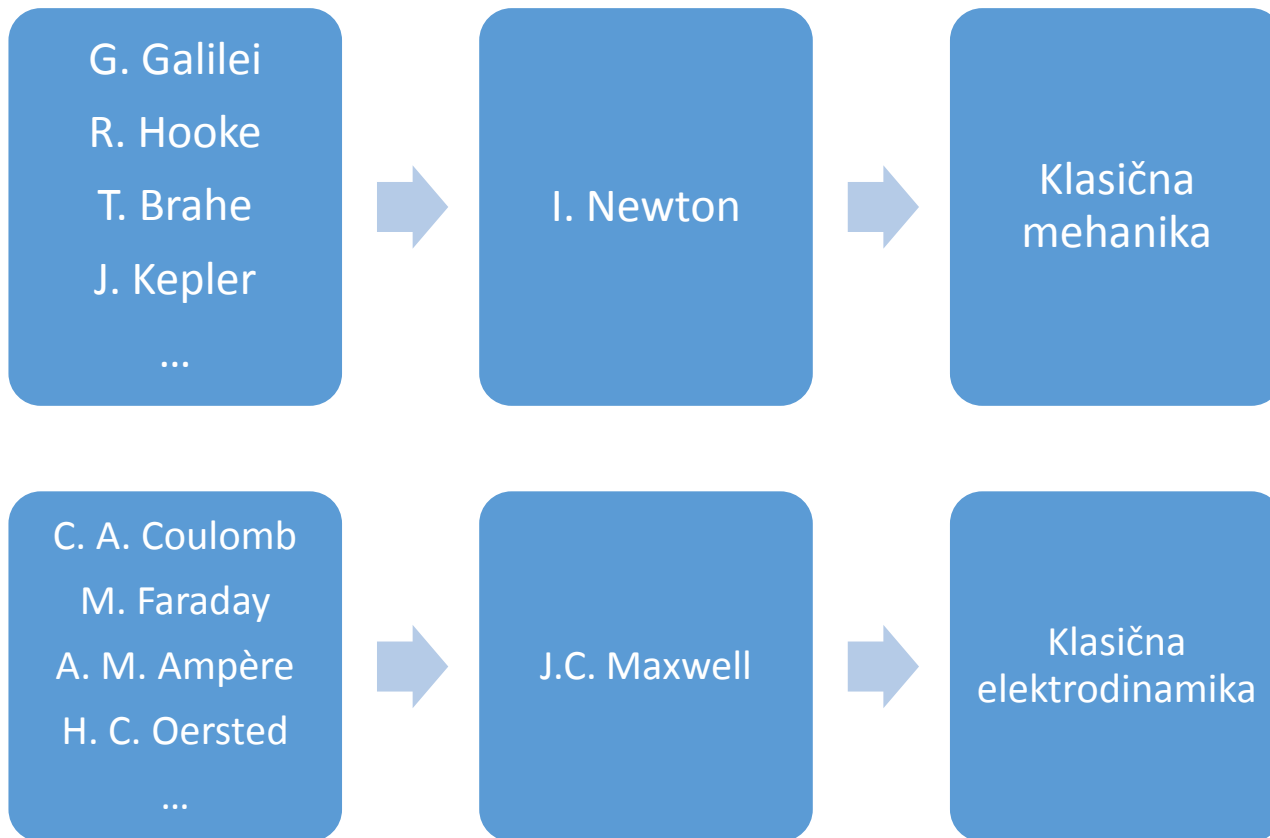 G. Galilei
R. Hooke
T. Brahe
J. Kepler
...
I. Newton
Klasična
mehanika
C. A. Coulomb
M. Faraday
A. M. Ampère
H. C. Oersted
...
J.C. Maxwell
Klasična
elektrodinamika